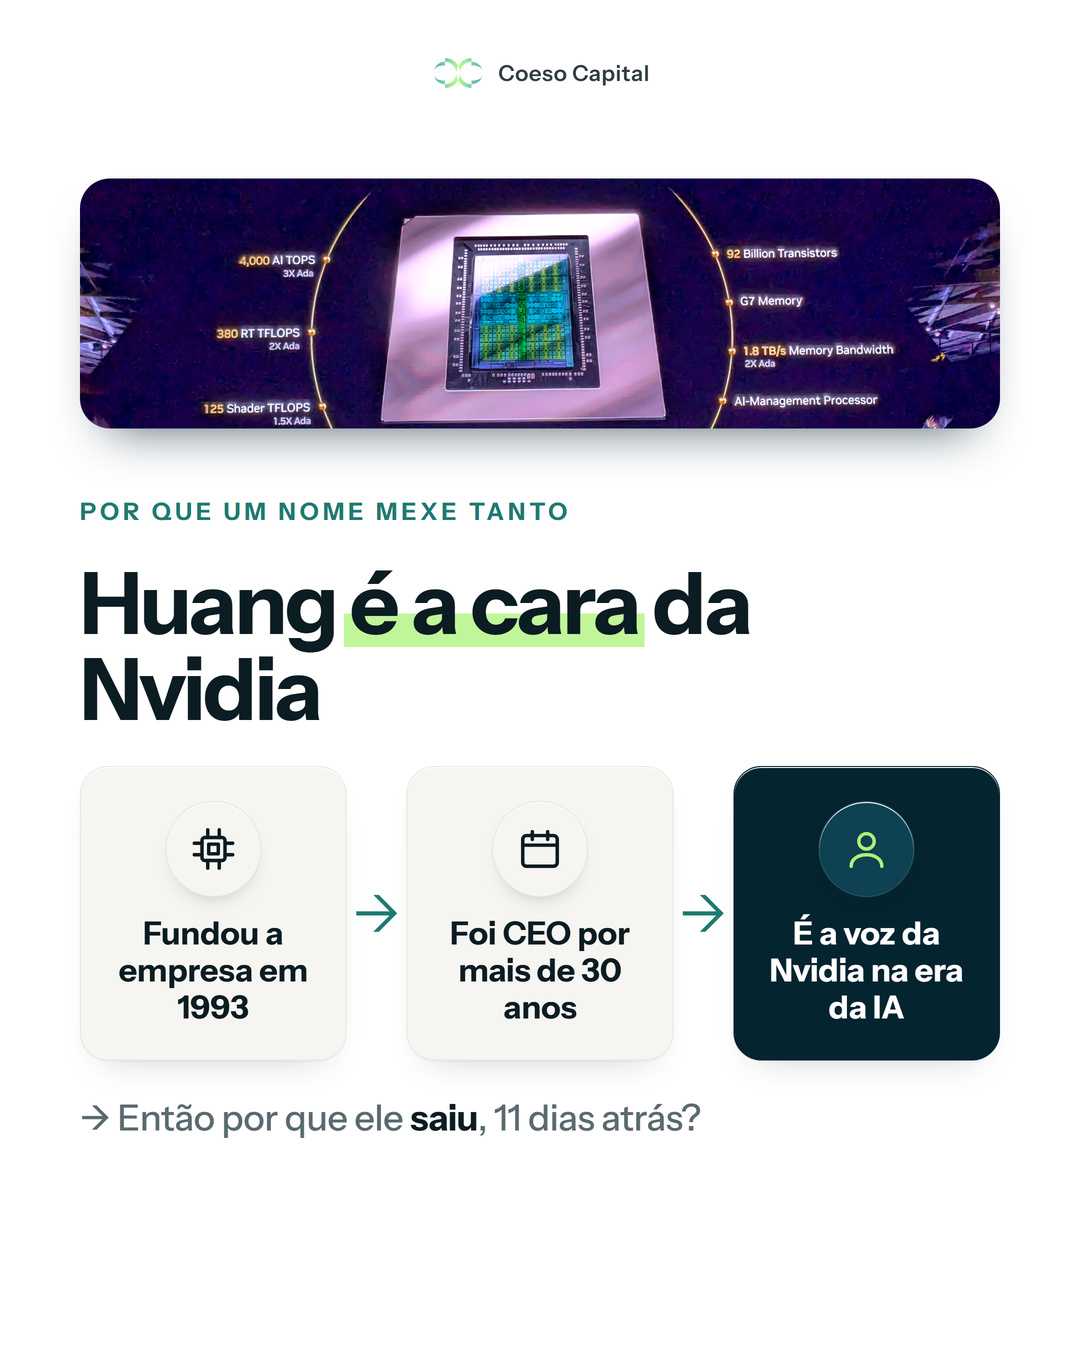 Coeso Capital
4,000 AI TOPS
3X Ada
380 RT TFLOPS
2X Ada
125 Shader TFLOPS
1.5X Ada
92 Billion Transistors
G7 Memory
1.8 TB/s Memory Bandwidth
2X Ada
AI-Management Processor
POR QUE UM NOME MEXE TANTO
Huang é a cara da
Nvidia
Fundou a
empresa em
1993
Foi CEO por
mais de 30
anos
É a voz da
Nvidia na era
da IA
→ Então por que ele saiu, 11 dias atrás?